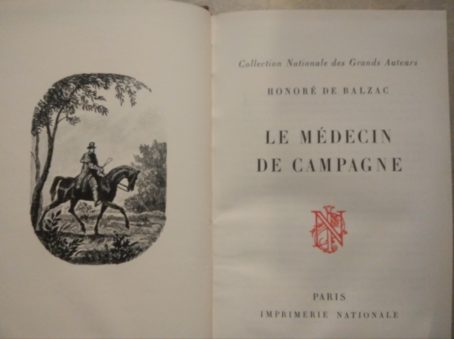 Collection Nationale des Grands Auteurs
HONORÉ DE BALZAC
LE MÉDECIN
DE CAMPAGNE
PARIS
IMPRIMERIE NATIONALE